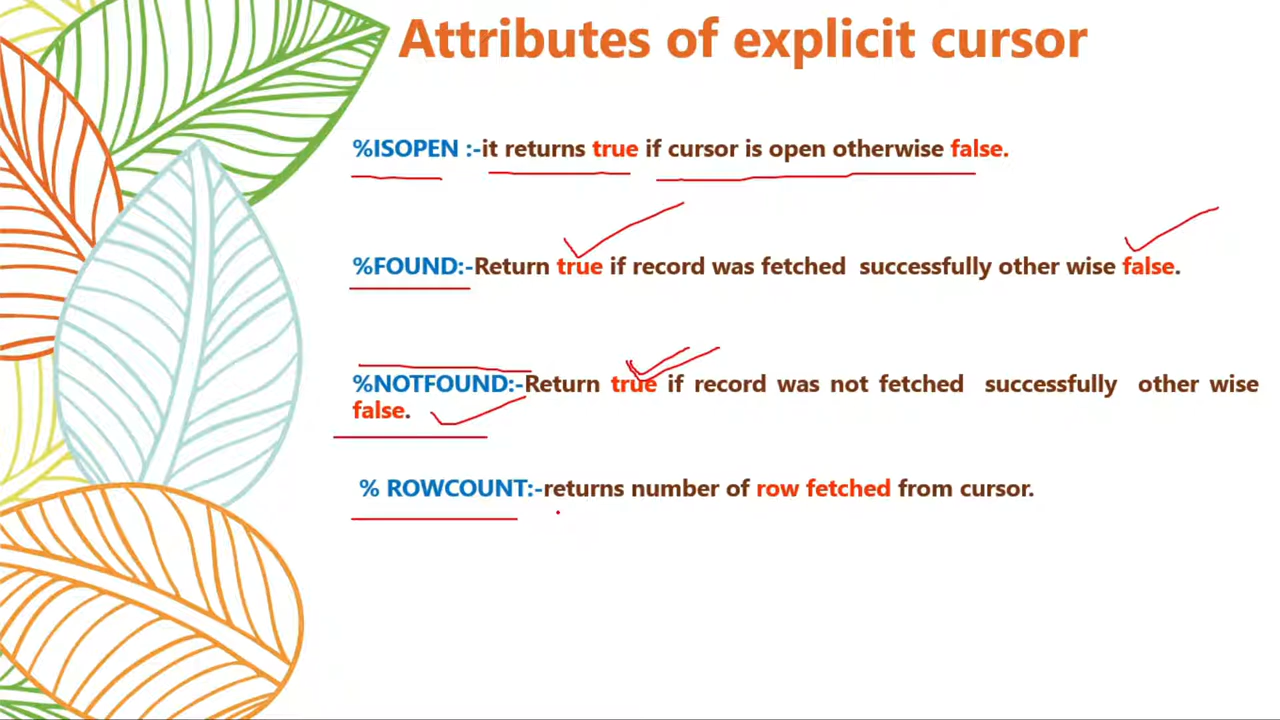 Attributes of explicit cursor
%ISOPEN :-it returns true if cursor is open otherwise false.
%FOUND:-Return true if record was fetched  successfully other wise false.
%NOTFOUND:-Return true if record was not fetched  successfully  other wise
false.
% ROWCOUNT:-returns number of row fetched from cursor.